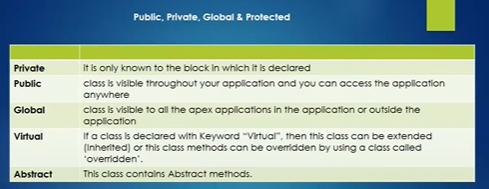 Public, Private, Global & Protected
Private It is only known to the block in which it is declared
Public class is visible throughout your application and you can access the application
anywhere
Global class is visible to all the apex applications in the application or outside the
application
Virtual If a class is declared with Keyword “Virtual”, then this class can be extended
(Inherited) or this class methods can be overridden by using a class called
‘overridden’.
Abstract This class contains Abstract methods.